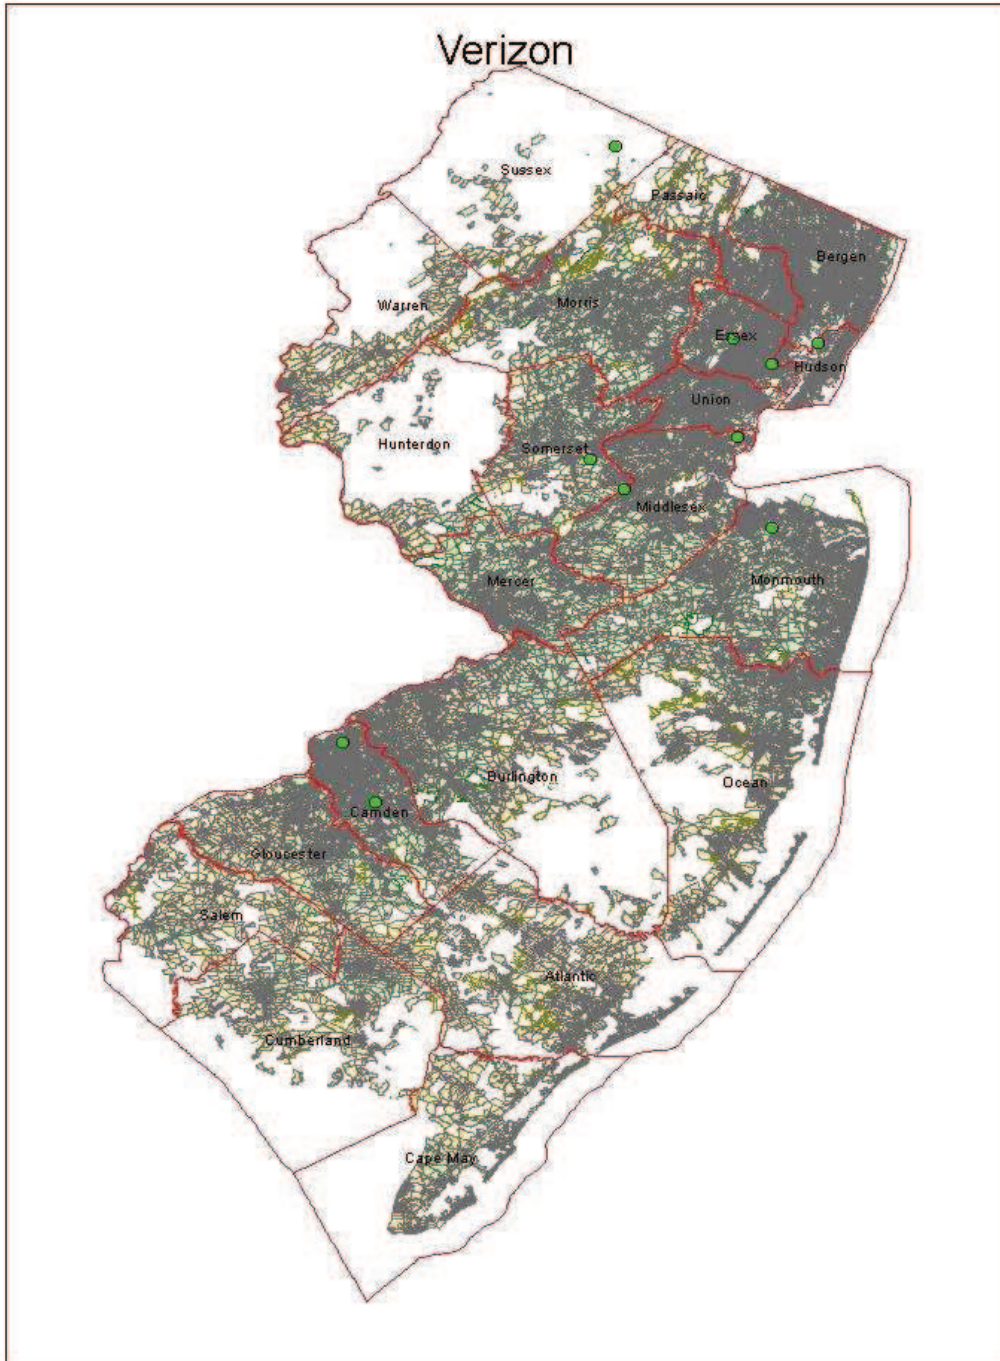 Verizon
Sussex
Passaic
Bergen
Warren
Morris
Essex
Hudson
Union
Hunterdon
Somerset
Middlesex
Mercer
Monmouth
Burlington
Ocean
Camden
Gloucester
Salem
Atlantic
Cumberland
Cape May